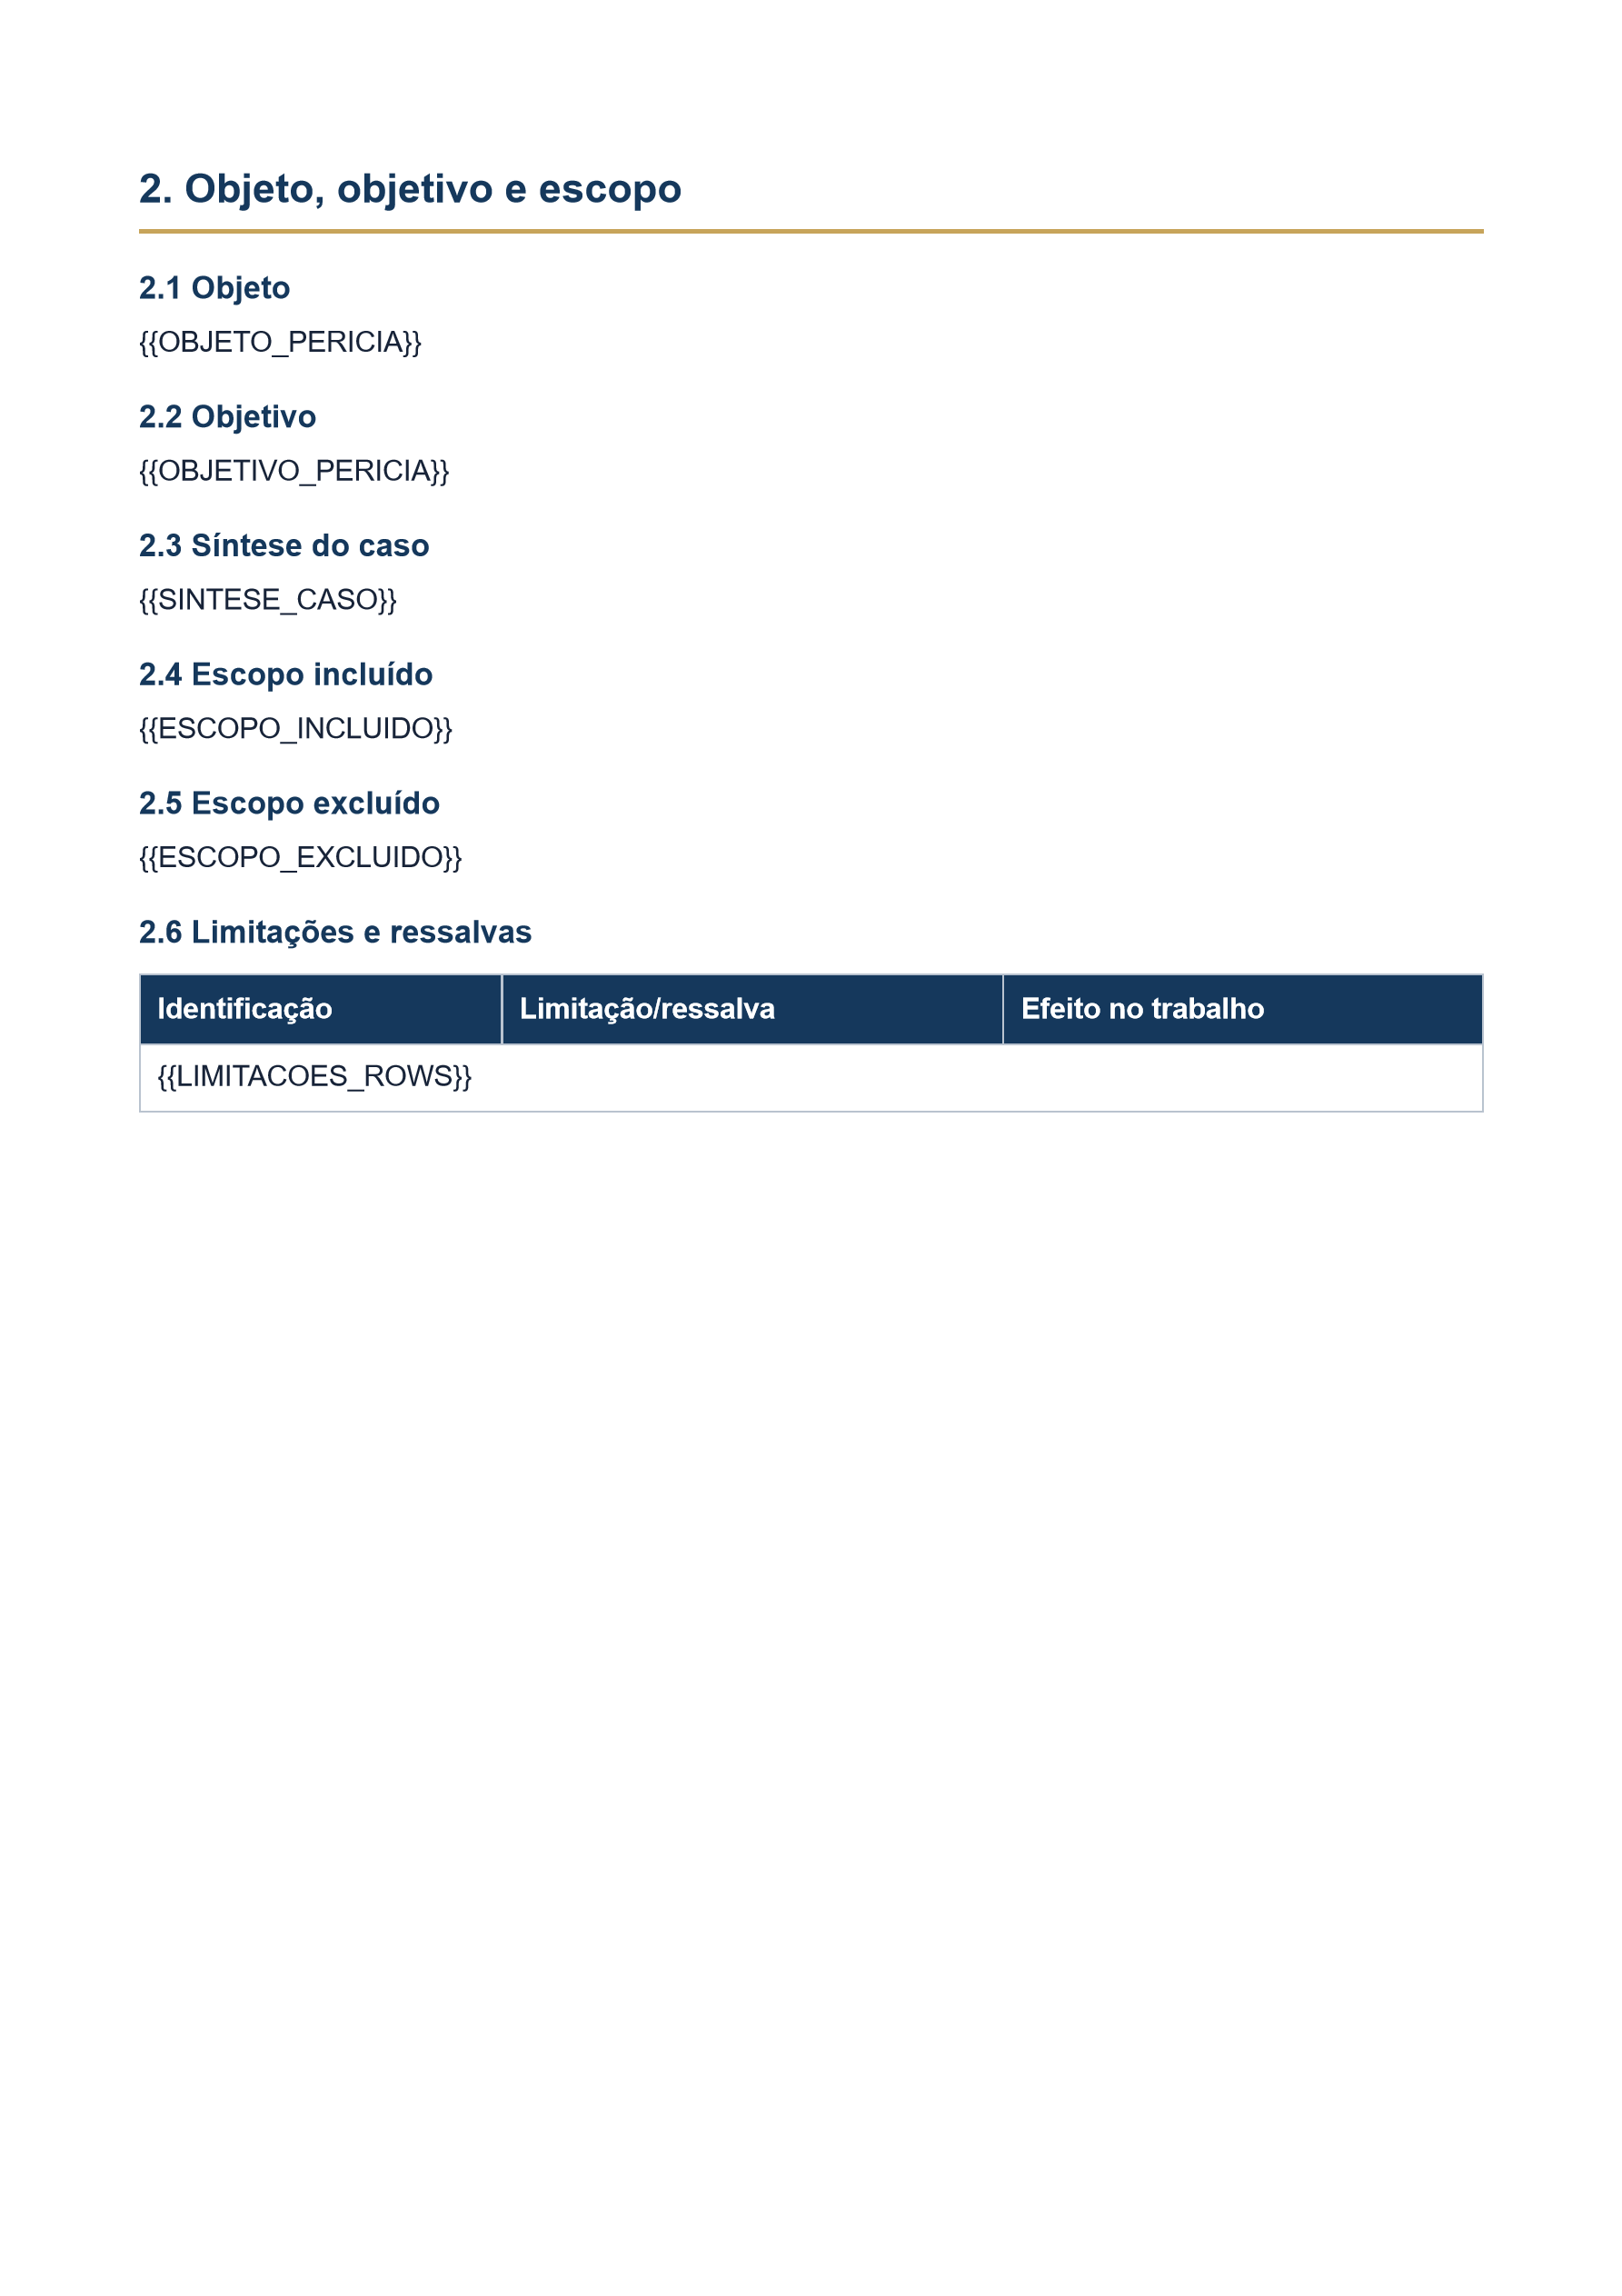 2. Objeto, objetivo e escopo
2.1 Objeto
{{OBJETO_PERICIA}}
2.2 Objetivo
{{OBJETIVO_PERICIA}}
2.3 Síntese do caso
{{SINTESE_CASO}}
2.4 Escopo incluído
{{ESCOPO_INCLUIDO}}
2.5 Escopo excluído
{{ESCOPO_EXCLUIDO}}
2.6 Limitações e ressalvas
Identificação Limitação/ressalva Efeito no trabalho
{{LIMITACOES_ROWS}}